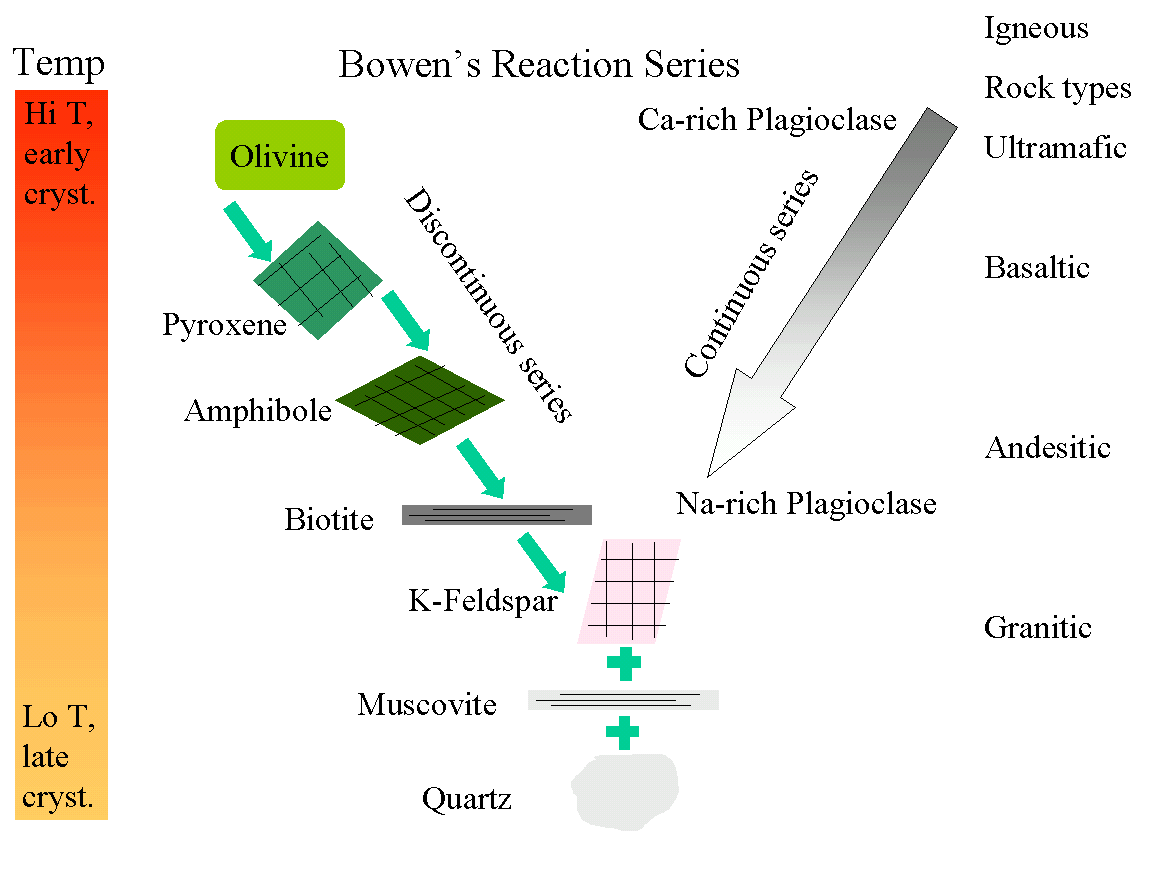 Temp
Hi T,
early
cryst.
Lo T,
late
cryst.
Bowen's Reaction Series
Olivine
Pyroxene
Amphibole
Biotite
K-Feldspar
Muscovite
Quartz
Discontinuous series
Ca-rich Plagioclase
Continuous series
Na-rich Plagioclase
Igneous
Rock types
Ultramafic
Basaltic
Andesitic
Granitic